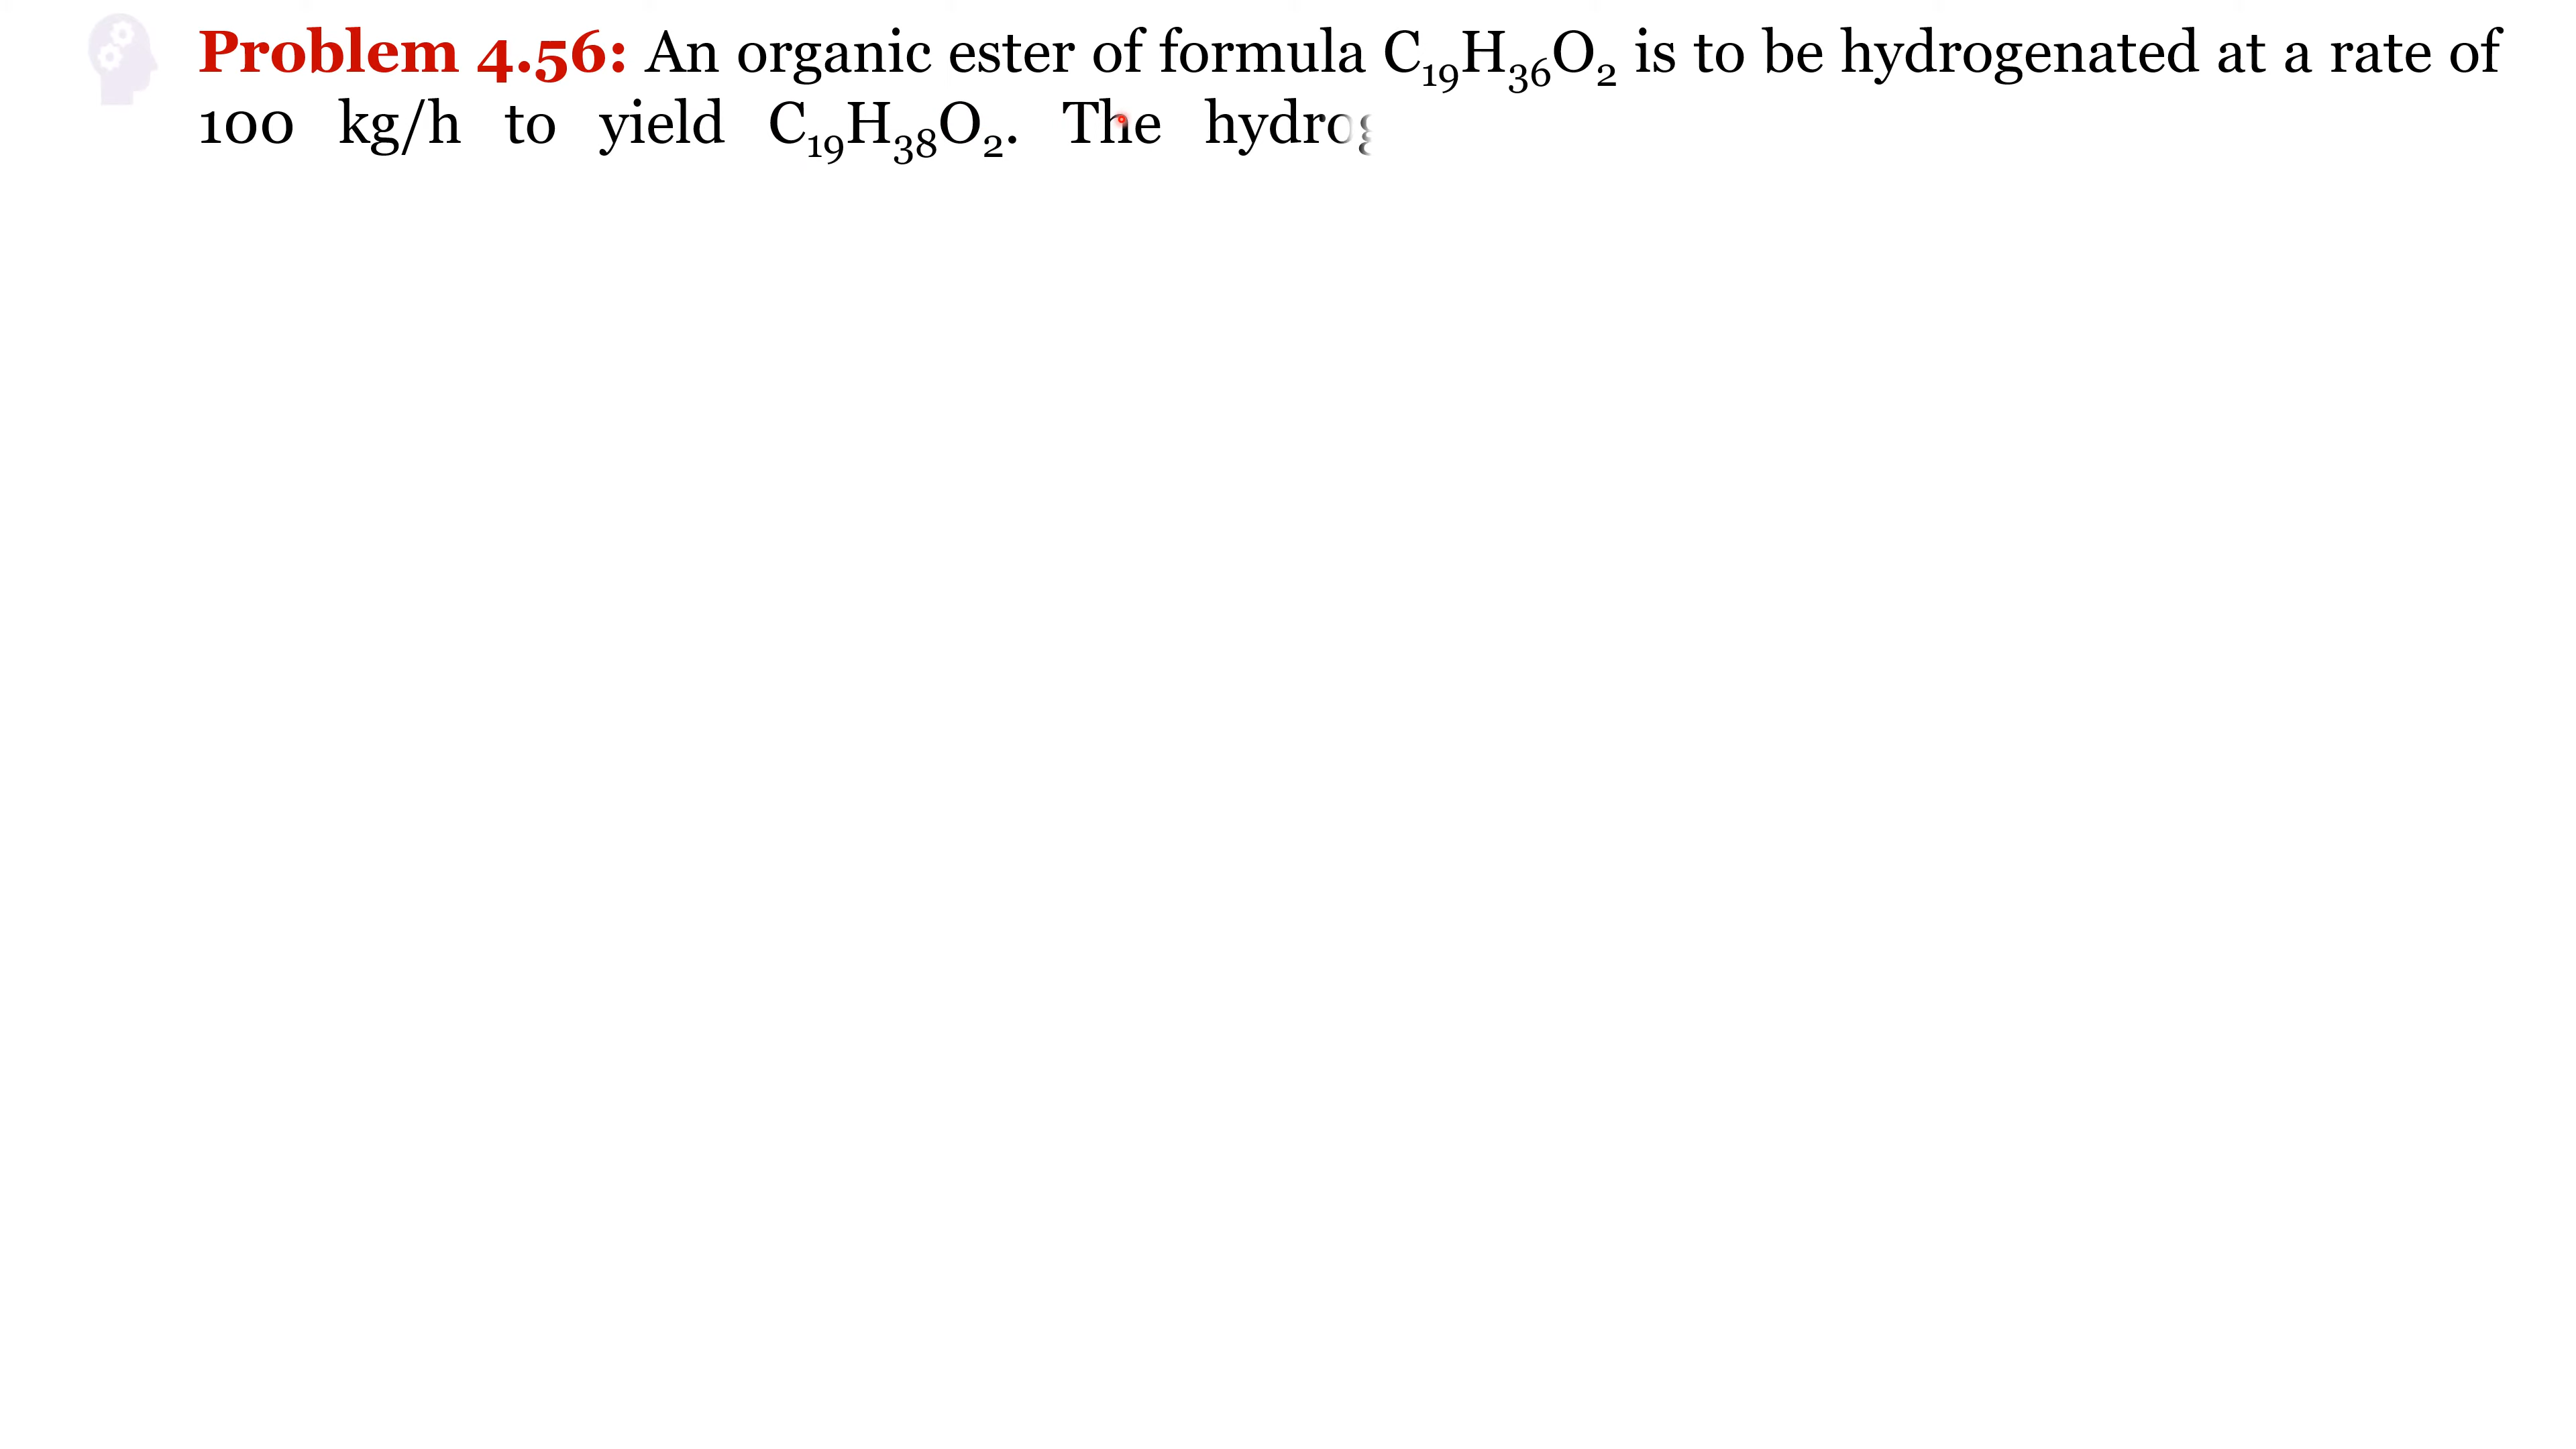 Problem 4.56: An organic ester of formula C₁₉H₃₆O₂ is to be hydrogenated at a rate of
100 kg/h to yield C₁₉H₃₈O₂. The hydrog